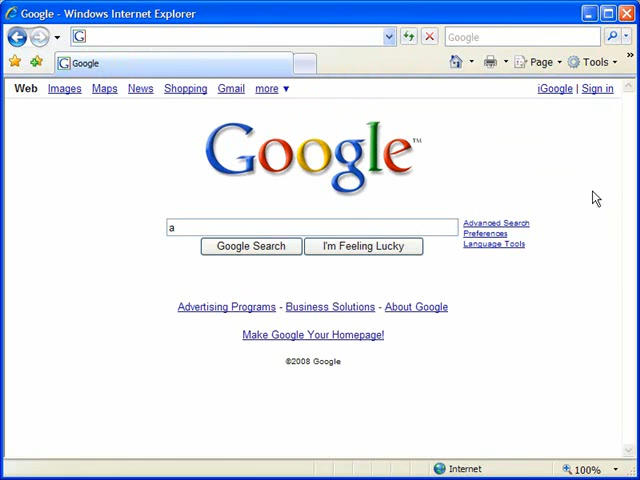 Google - Windows Internet Explorer
Google
Google
Page Tools
Web Images Maps News Shopping Gmail more ▼ iGoogle | Sign in
Google™
a
Advanced Search
Preferences
Language Tools
Google Search I'm Feeling Lucky
Advertising Programs - Business Solutions - About Google
Make Google Your Homepage!
©2008 Google
Internet 100%